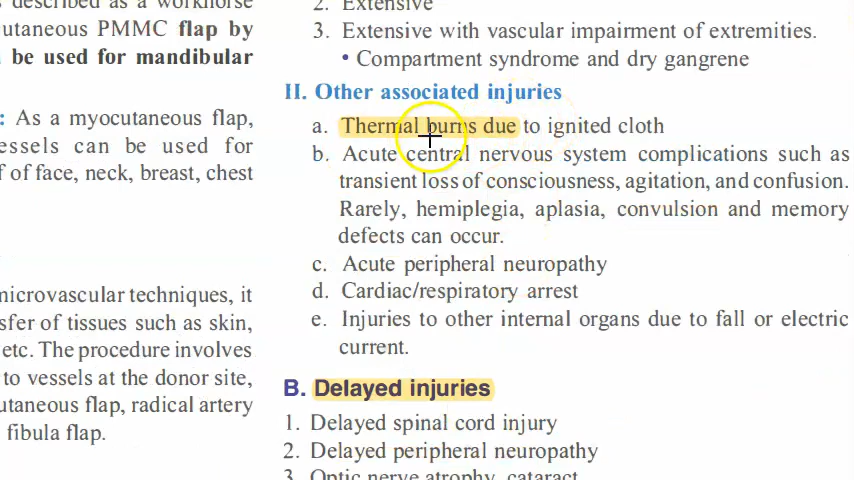 s described as a workhorse
utaneous PMMC flap by
be used for mandibular
: As a myocutaneous flap,
essels can be used for
f of face, neck, breast, chest
microvascular techniques, it
sfer of tissues such as skin,
etc. The procedure involves
to vessels at the donor site,
utaneous flap, radical artery
fibula flap.
2. Extensive
3. Extensive with vascular impairment of extremities.
• Compartment syndrome and dry gangrene
II. Other associated injuries
a. Thermal burns due to ignited cloth
b. Acute central nervous system complications such as
transient loss of consciousness, agitation, and confusion.
Rarely, hemiplegia, aplasia, convulsion and memory
defects can occur.
c. Acute peripheral neuropathy
d. Cardiac/respiratory arrest
e. Injuries to other internal organs due to fall or electric
current.
B. Delayed injuries
1. Delayed spinal cord injury
2. Delayed peripheral neuropathy
3. Optic nerve atrophy, cataract